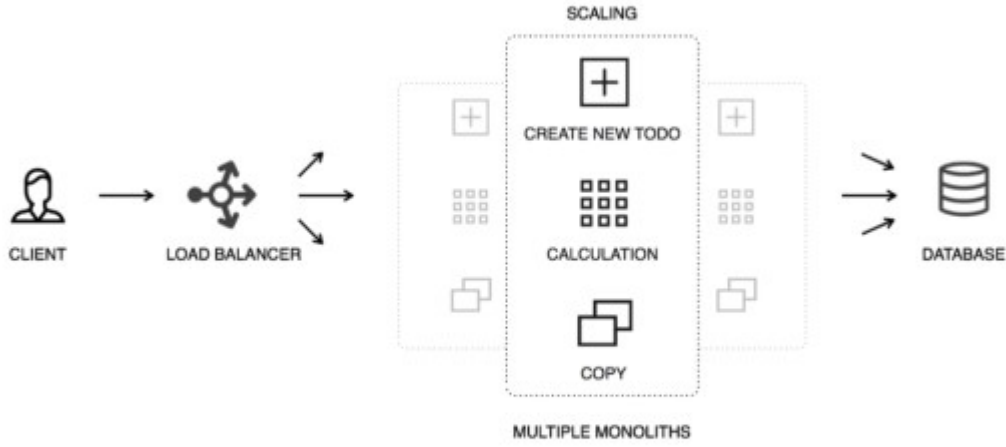 SCALING
CREATE NEW TODO
CLIENT
LOAD BALANCER
CALCULATION
DATABASE
COPY
MULTIPLE MONOLITHS